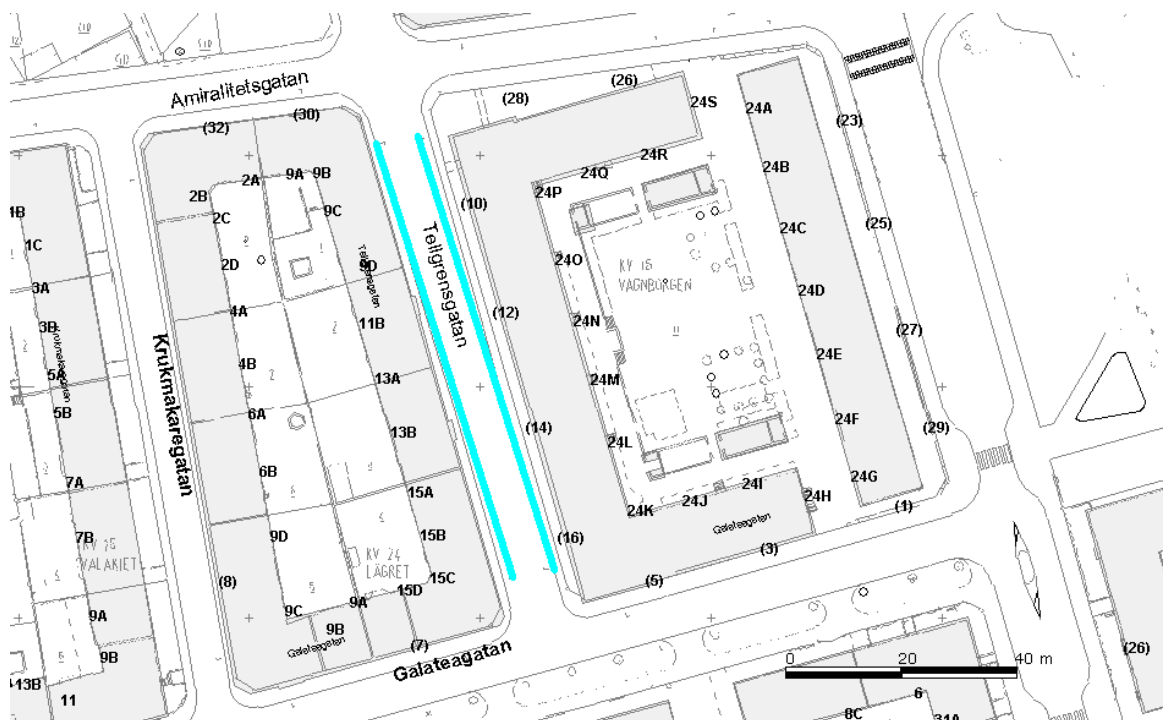 Amiralitetsgatan
(32)
(30)
(28)
(26)
24S
24A
(23)
24R
24Q
24B
2A
9A
9B
2B
2C
9C
24P
(10)
Tellgrensgatan
24C
(25)
1C
2D
9D
24O
KV 15
VAGNBORGEN
3A
24D
3B
4A
11B
(12)
24N
(27)
Krukmakaregatan
5A
4B
13A
24M
24E
5B
6A
13B
(14)
24L
24F
(29)
7A
6B
15A
24K
24J
24I
24H
24G
(1)
7B
9D
15B
(16)
Galateagatan
(3)
VALAKIET
KV 24
LÄGRET
(8)
15C
15D
(5)
9A
9C
9A
9B
9B
Galateagatan
(7)
Galateagatan
13B
11
0 20 40 m
6
8C
31A
(26)